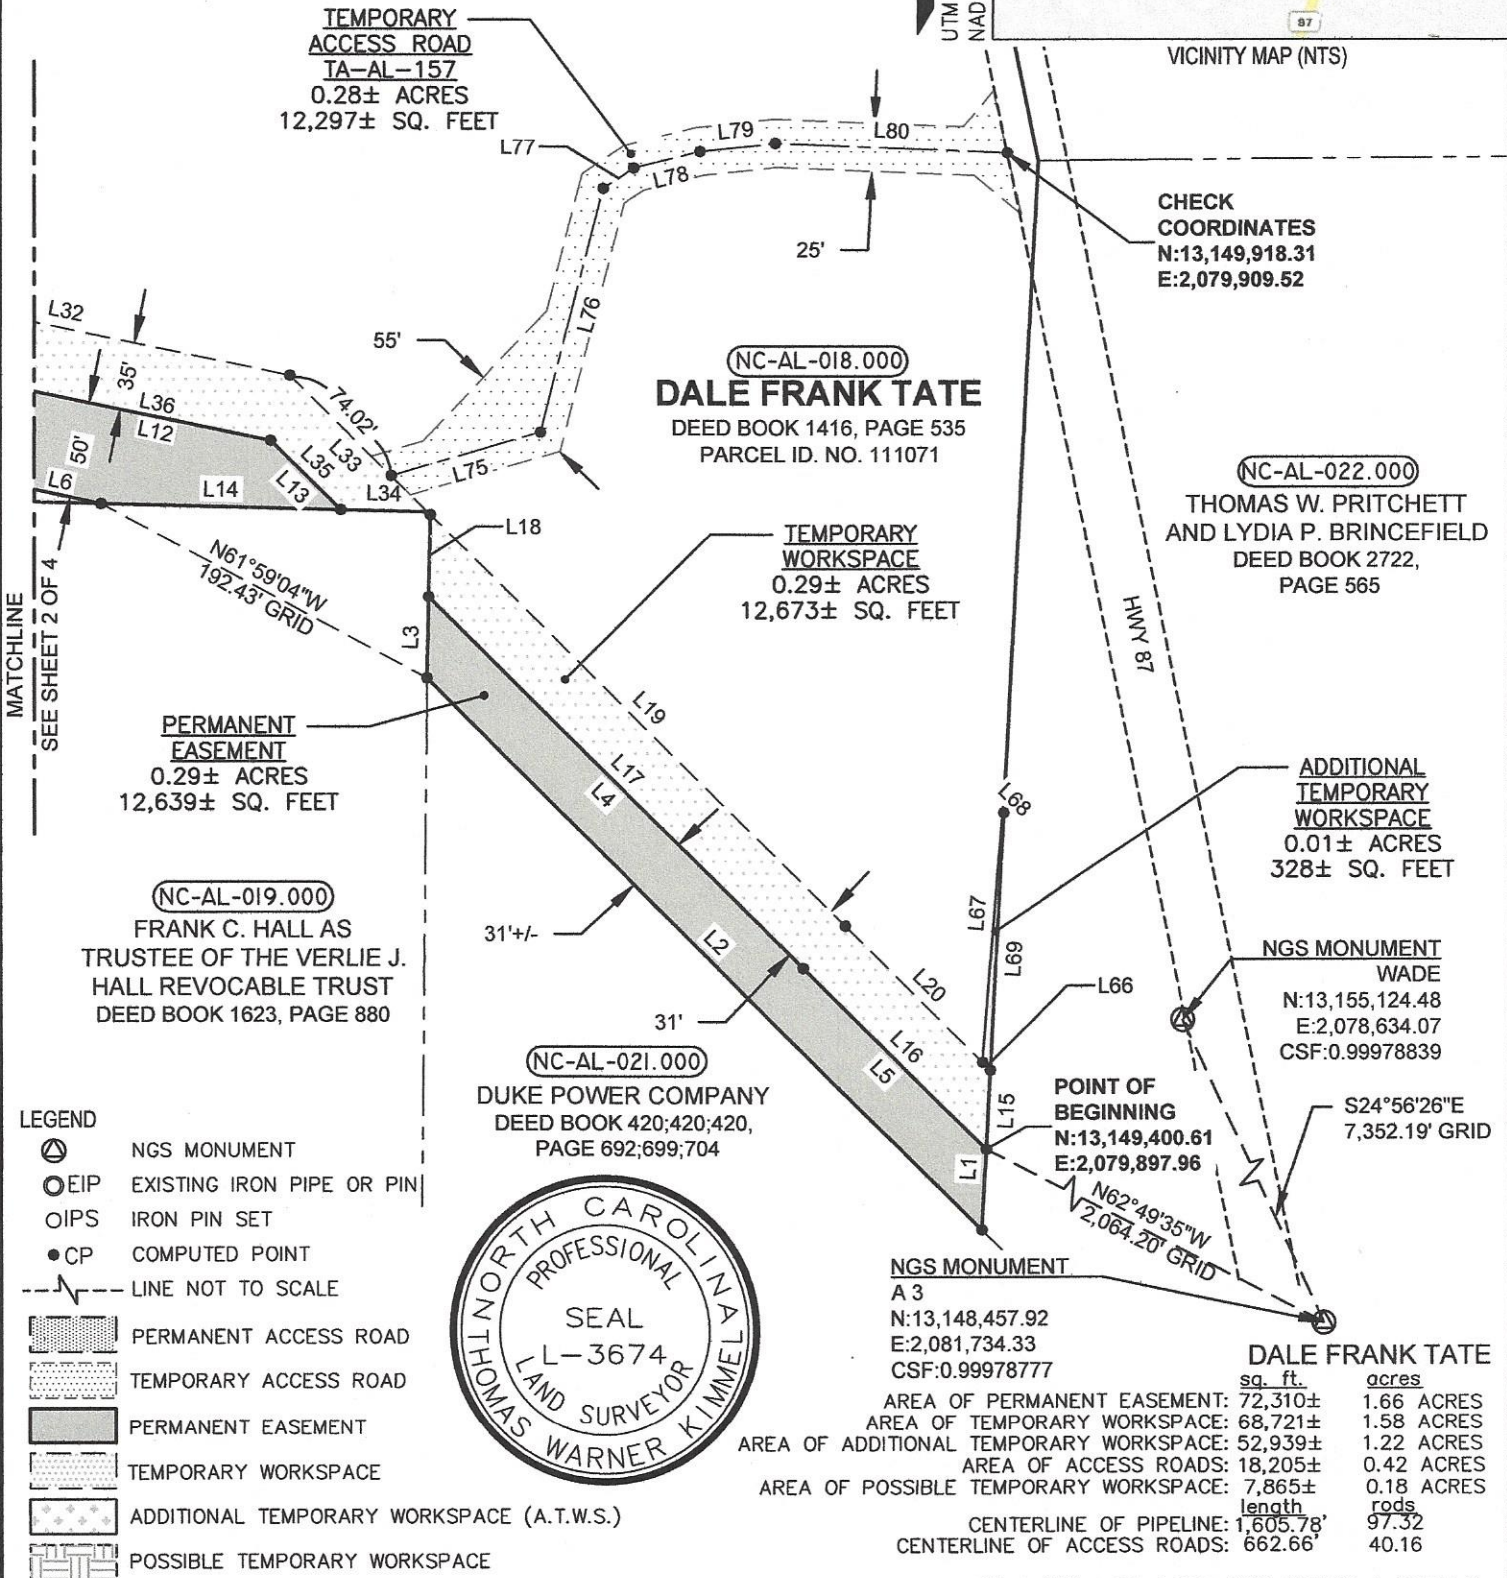 TEMPORARY
ACCESS ROAD
TA-AL-157
0.28± ACRES
12,297± SQ. FEET
UTM
NAD
87
VICINITY MAP (NTS)
L77
L79
L80
L78
25'
CHECK
COORDINATES
N:13,149,918.31
E:2,079,909.52
L76
55'
L32
35'
L36
L12
74.02'
L33
L35
50'
L6
L14
L13
L34
L75
L18
NC-AL-018.000
DALE FRANK TATE
DEED BOOK 1416, PAGE 535
PARCEL ID. NO. 111071
NC-AL-022.000
THOMAS W. PRITCHETT
AND LYDIA P. BRINCEFIELD
DEED BOOK 2722,
PAGE 565
TEMPORARY
WORKSPACE
0.29± ACRES
12,673± SQ. FEET
MATCHLINE
SEE SHEET 2 OF 4
N61°59'04"W
192.43' GRID
L3
HWY 87
PERMANENT
EASEMENT
0.29± ACRES
12,639± SQ. FEET
L19
L17
L4
L68
ADDITIONAL
TEMPORARY
WORKSPACE
0.01± ACRES
328± SQ. FEET
NC-AL-019.000
FRANK C. HALL AS
TRUSTEE OF THE VERLIE J.
HALL REVOCABLE TRUST
DEED BOOK 1623, PAGE 880
31'+/-
L2
L67
L69
L20
L66
31'
L16
L5
NGS MONUMENT
WADE
N:13,155,124.48
E:2,078,634.07
CSF:0.99978839
NC-AL-021.000
DUKE POWER COMPANY
DEED BOOK 420;420;420,
PAGE 692;699;704
L15
L1
POINT OF
BEGINNING
N:13,149,400.61
E:2,079,897.96
S24°56'26"E
7,352.19' GRID
N62°49'35"W
2,064.20' GRID
LEGEND
NGS MONUMENT
EIP EXISTING IRON PIPE OR PIN
IPS IRON PIN SET
CP COMPUTED POINT
LINE NOT TO SCALE
PERMANENT ACCESS ROAD
TEMPORARY ACCESS ROAD
PERMANENT EASEMENT
TEMPORARY WORKSPACE
ADDITIONAL TEMPORARY WORKSPACE (A.T.W.S.)
POSSIBLE TEMPORARY WORKSPACE
NORTH CAROLINA
PROFESSIONAL
SEAL
L-3674
LAND SURVEYOR
THOMAS WARNER KIMMEL
NGS MONUMENT
A 3
N:13,148,457.92
E:2,081,734.33
CSF:0.99978777
DALE FRANK TATE
sq. ft. acres
AREA OF PERMANENT EASEMENT: 72,310± 1.66 ACRES
AREA OF TEMPORARY WORKSPACE: 68,721± 1.58 ACRES
AREA OF ADDITIONAL TEMPORARY WORKSPACE: 52,939± 1.22 ACRES
AREA OF ACCESS ROADS: 18,205± 0.42 ACRES
AREA OF POSSIBLE TEMPORARY WORKSPACE: 7,865± 0.18 ACRES
length rods
CENTERLINE OF PIPELINE: 1,605.78' 97.32
CENTERLINE OF ACCESS ROADS: 662.66' 40.16